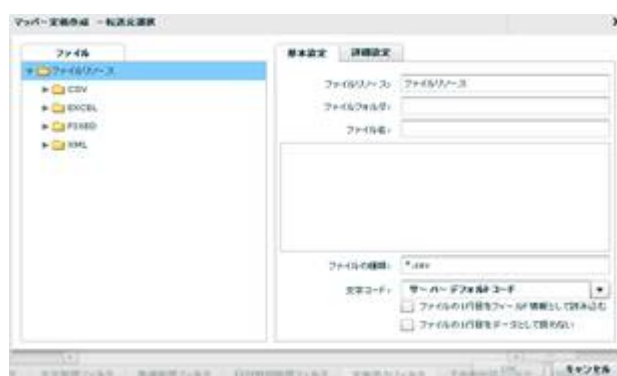 マッパー定義作成 - 転送元選択
ファイル
ファイルリソース
CSV
EXCEL
FIXED
XML
基本設定
詳細設定
ファイルリソース:
ファイルリソース
ファイルフォルダ:
ファイル名:
ファイルの種類:
*.csv
文字コード:
サーバーデフォルトコード
ファイルの1行目をフィールド情報として読み込む
ファイルの1行目をデータとして扱わない
キャンセル